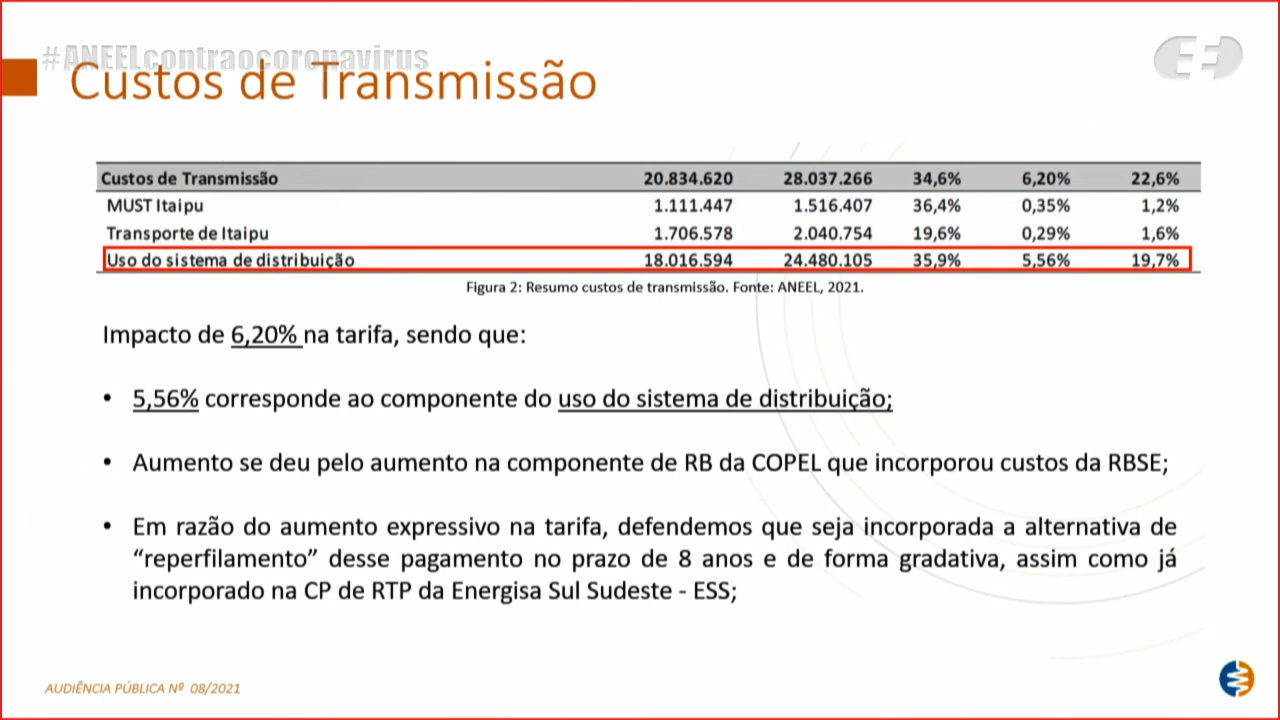 #ANEELcontraocoronavirus
Custos de Transmissão
Custos de Transmissão 20.834.620 28.037.266 34,6% 6,20% 22,6%
MUST Itaipu 1.111.447 1.516.407 36,4% 0,35% 1,2%
Transporte de Itaipu 1.706.578 2.040.754 19,6% 0,29% 1,6%
Uso do sistema de distribuição 18.016.594 24.480.105 35,9% 5,56% 19,7%
Figura 2: Resumo custos de transmissão. Fonte: ANEEL, 2021.
Impacto de 6,20% na tarifa, sendo que:
• 5,56% corresponde ao componente do uso do sistema de distribuição;
• Aumento se deu pelo aumento na componente de RB da COPEL que incorporou custos da RBSE;
• Em razão do aumento expressivo na tarifa, defendemos que seja incorporada a alternativa de
“reperfilamento” desse pagamento no prazo de 8 anos e de forma gradativa, assim como já
incorporado na CP de RTP da Energisa Sul Sudeste - ESS;
AUDIÊNCIA PÚBLICA Nº 08/2021